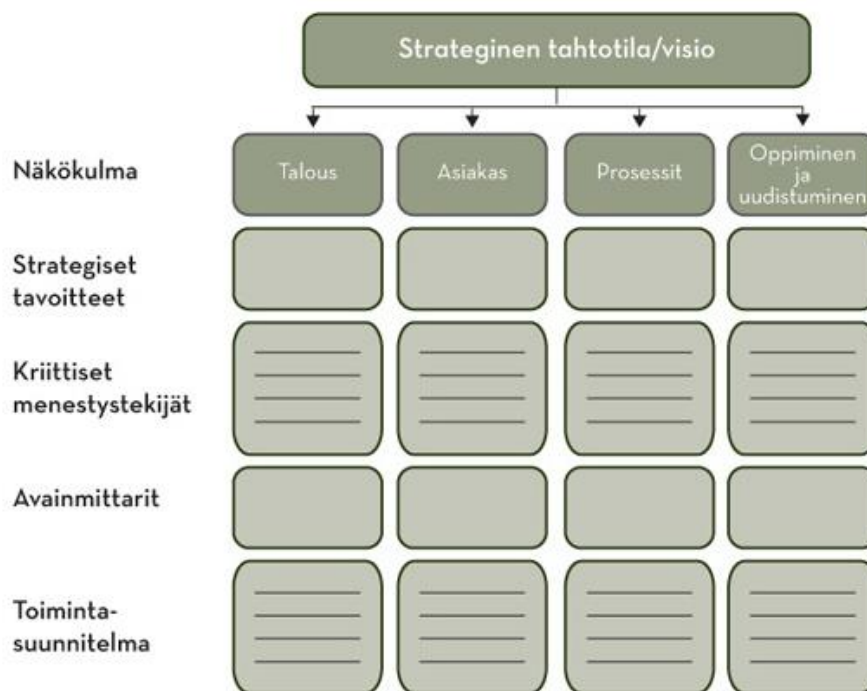 Strateginen tahtotila/visio
Näkökulma
Talous
Asiakas
Prosessit
Oppiminen
ja
uudistuminen
Strategiset
tavoitteet
Kriittiset
menestystekijät
Avainmittarit
Toiminta-
suunnitelma